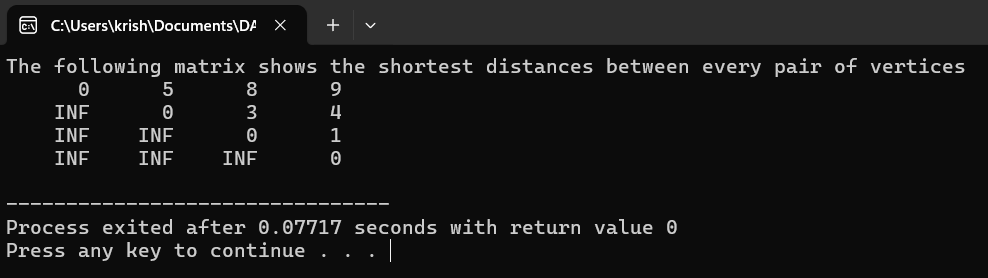 C:\Users\krish\Documents\DA
The following matrix shows the shortest distances between every pair of vertices
      0      5      8      9
    INF      0      3      4
    INF    INF      0      1
    INF    INF    INF      0
--------------------------------
Process exited after 0.07717 seconds with return value 0
Press any key to continue . . .